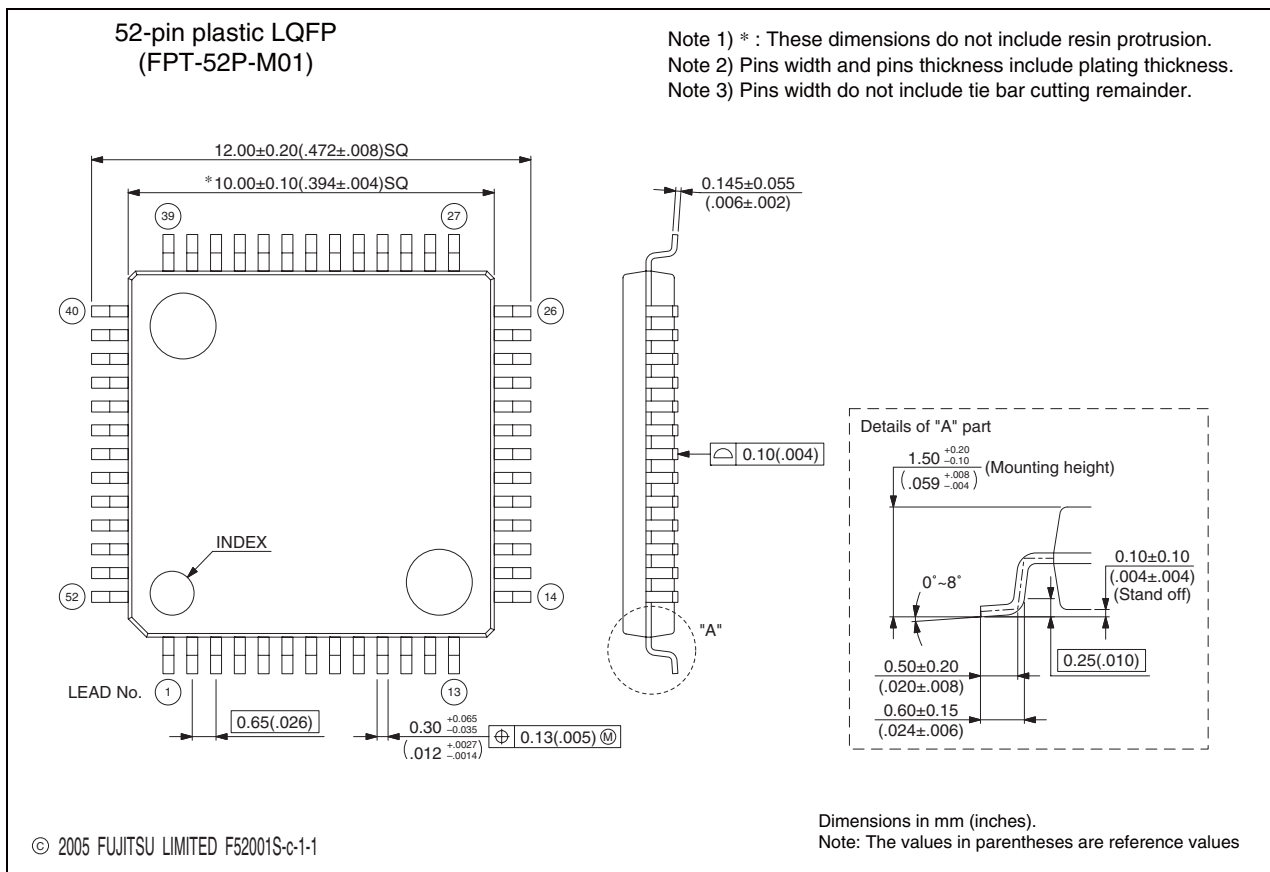 52-pin plastic LQFP
(FPT-52P-M01)
Note 1) * : These dimensions do not include resin protrusion.
Note 2) Pins width and pins thickness include plating thickness.
Note 3) Pins width do not include tie bar cutting remainder.
12.00±0.20(.472±.008)SQ
*10.00±0.10(.394±.004)SQ
0.145±0.055
(.006±.002)
39
27
40
26
0.10(.004)
Details of "A" part
1.50 +0.20 −0.10 (Mounting height)
(.059 +.008 −.004)
INDEX
0.10±0.10
(.004±.004)
(Stand off)
0˚~8˚
52
14
"A"
0.25(.010)
0.50±0.20
(.020±.008)
0.60±0.15
(.024±.006)
LEAD No. 1
13
0.65(.026)
0.30 +0.065 −0.035
(.012 +.0027 −.0014)
⌖ 0.13(.005) Ⓜ
© 2005 FUJITSU LIMITED F52001S-c-1-1
Dimensions in mm (inches).
Note: The values in parentheses are reference values